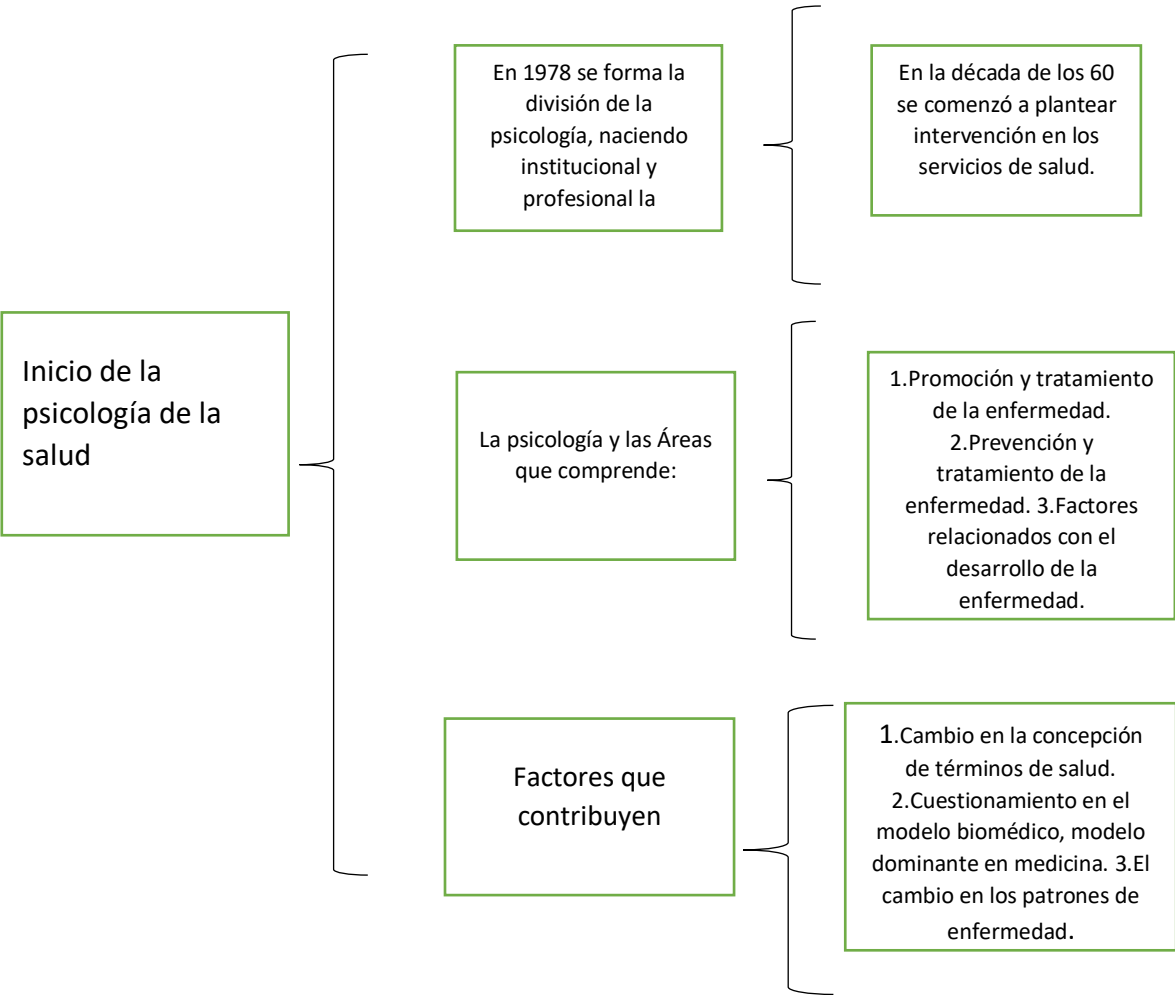 Inicio de la
psicología de la
salud
En 1978 se forma la
división de la
psicología, naciendo
institucional y
profesional la
En la década de los 60
se comenzó a plantear
intervención en los
servicios de salud.
La psicología y las Áreas
que comprende:
1.Promoción y tratamiento
de la enfermedad.
2.Prevención y
tratamiento de la
enfermedad. 3.Factores
relacionados con el
desarrollo de la
enfermedad.
Factores que
contribuyen
1.Cambio en la concepción
de términos de salud.
2.Cuestionamiento en el
modelo biomédico, modelo
dominante en medicina. 3.El
cambio en los patrones de
enfermedad.